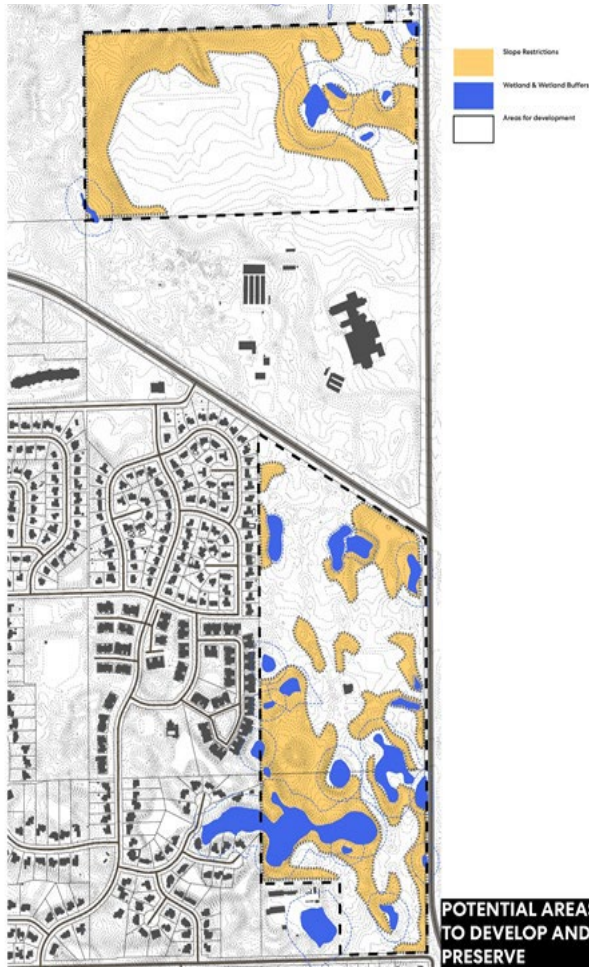 Slope Restrictions
Wetland & Wetland Buffers
Areas for development
POTENTIAL AREAS
TO DEVELOP AND
PRESERVE